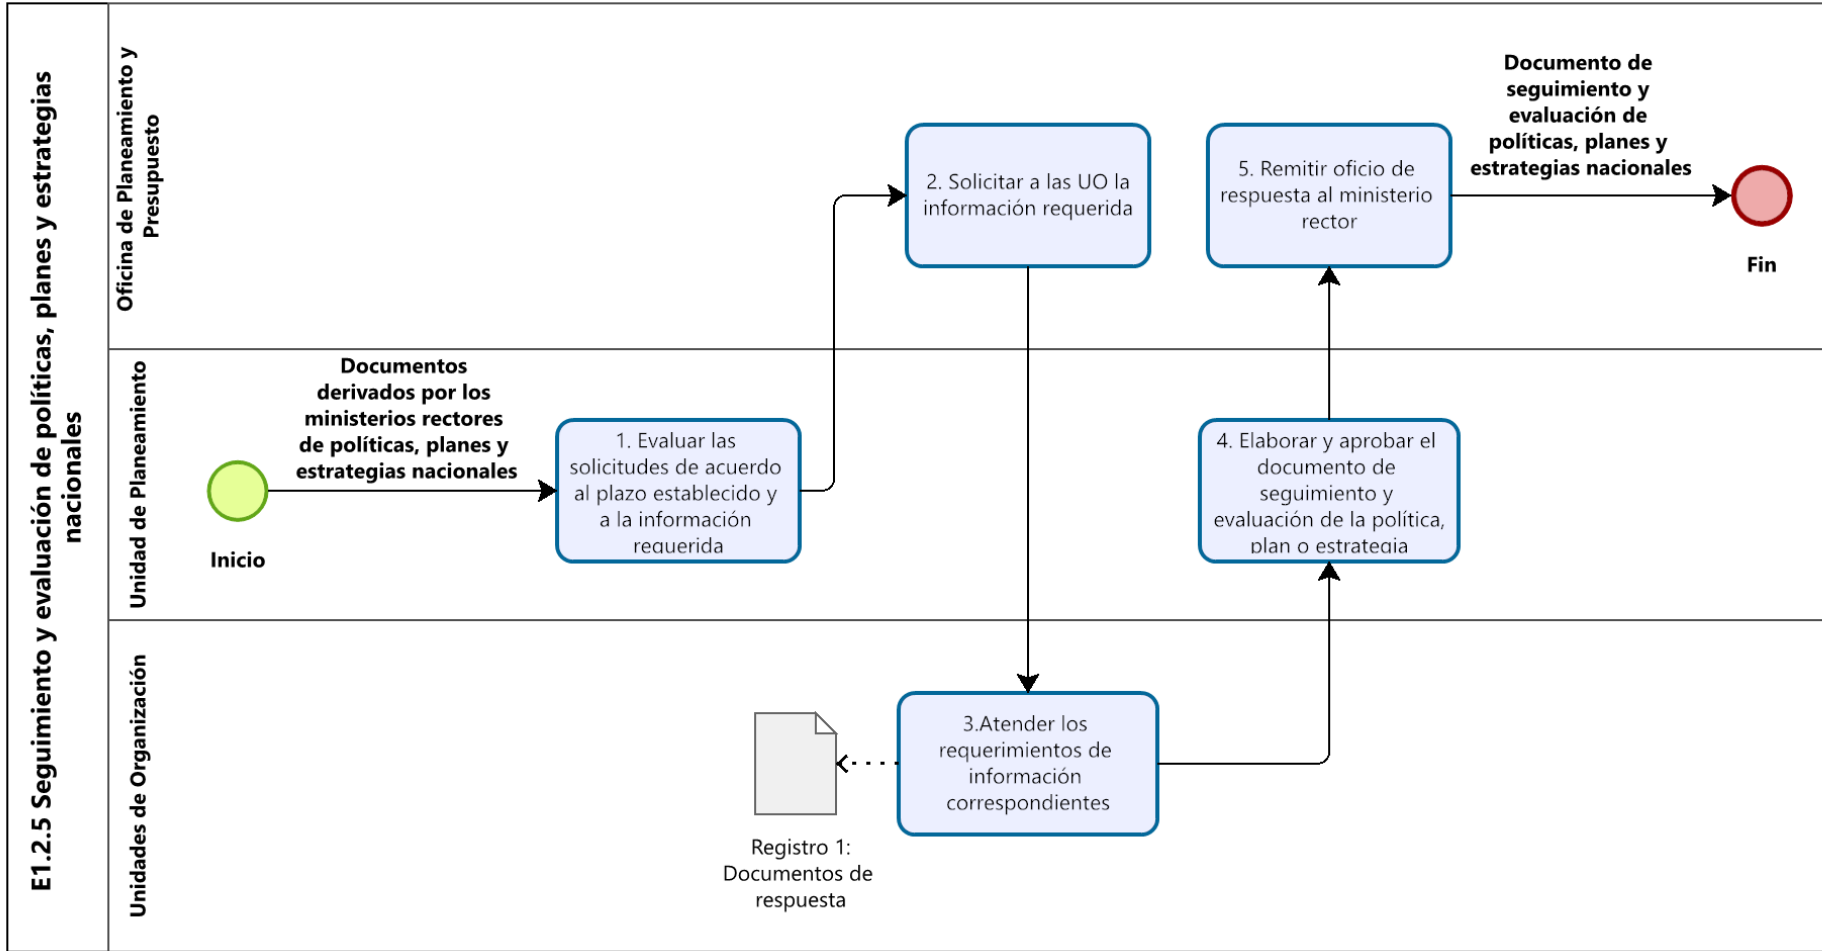 E1.2.5 Seguimiento y evaluación de políticas, planes y estrategias
nacionales
Oficina de Planeamiento y
Presupuesto
2. Solicitar a las UO la
información requerida
5. Remitir oficio de
respuesta al ministerio
rector
Documento de
seguimiento y
evaluación de
políticas, planes y
estrategias nacionales
Fin
Unidad de Planeamiento
Inicio
Documentos
derivados por los
ministerios rectores
de políticas, planes y
estrategias nacionales
1. Evaluar las
solicitudes de acuerdo
al plazo establecido y
a la información
requerida
4. Elaborar y aprobar el
documento de
seguimiento y
evaluación de la política,
plan o estrategia
Unidades de Organización
Registro 1:
Documentos de
respuesta
3.Atender los
requerimientos de
información
correspondientes